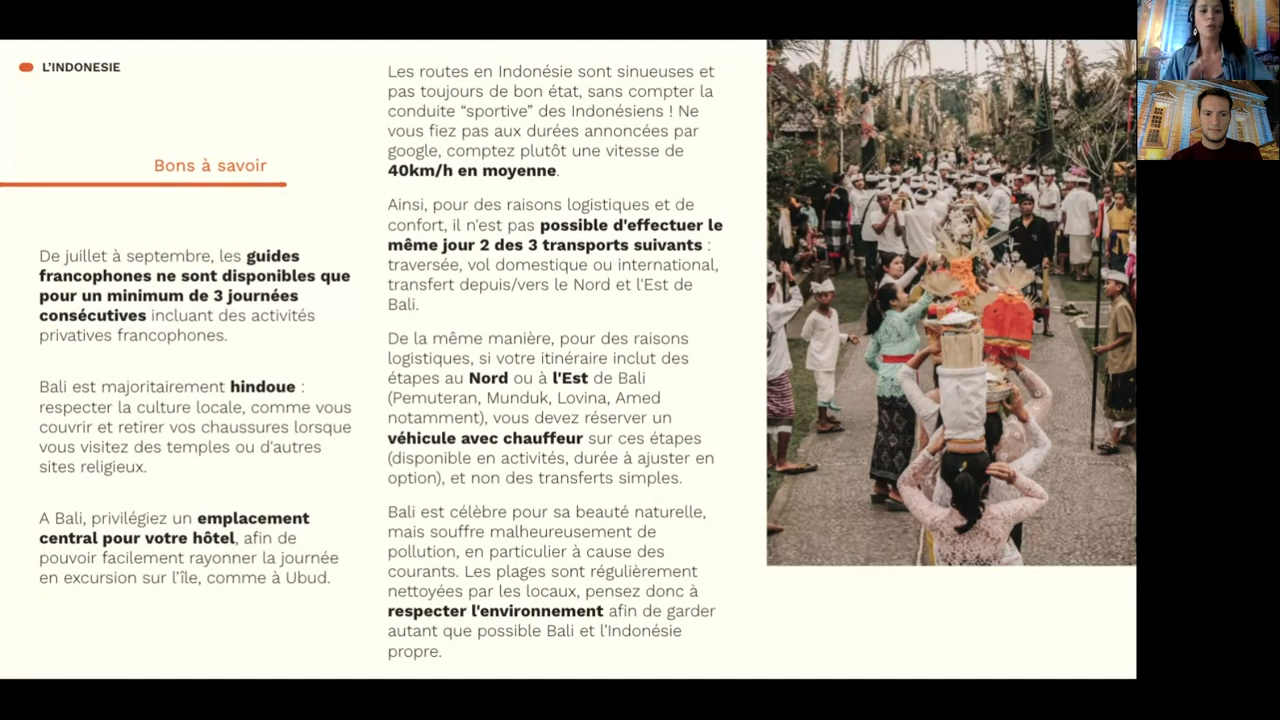 L'INDONESIE
Bons à savoir
De juillet à septembre, les guides
francophones ne sont disponibles que
pour un minimum de 3 journées
consécutives incluant des activités
privatives francophones.
Bali est majoritairement hindoue :
respecter la culture locale, comme vous
couvrir et retirer vos chaussures lorsque
vous visitez des temples ou d'autres
sites religieux.
A Bali, privilégiez un emplacement
central pour votre hôtel, afin de
pouvoir facilement rayonner la journée
en excursion sur l'île, comme à Ubud.
Les routes en Indonésie sont sinueuses et
pas toujours de bon état, sans compter la
conduite “sportive” des Indonésiens ! Ne
vous fiez pas aux durées annoncées par
google, comptez plutôt une vitesse de
40km/h en moyenne.
Ainsi, pour des raisons logistiques et de
confort, il n'est pas possible d'effectuer le
même jour 2 des 3 transports suivants :
traversée, vol domestique ou international,
transfert depuis/vers le Nord et l'Est de
Bali.
De la même manière, pour des raisons
logistiques, si votre itinéraire inclut des
étapes au Nord ou à l'Est de Bali
(Pemuteran, Munduk, Lovina, Amed
notamment), vous devez réserver un
véhicule avec chauffeur sur ces étapes
(disponible en activités, durée à ajuster en
option), et non des transferts simples.
Bali est célèbre pour sa beauté naturelle,
mais souffre malheureusement de
pollution, en particulier à cause des
courants. Les plages sont régulièrement
nettoyées par les locaux, pensez donc à
respecter l'environnement afin de garder
autant que possible Bali et l'Indonésie
propre.